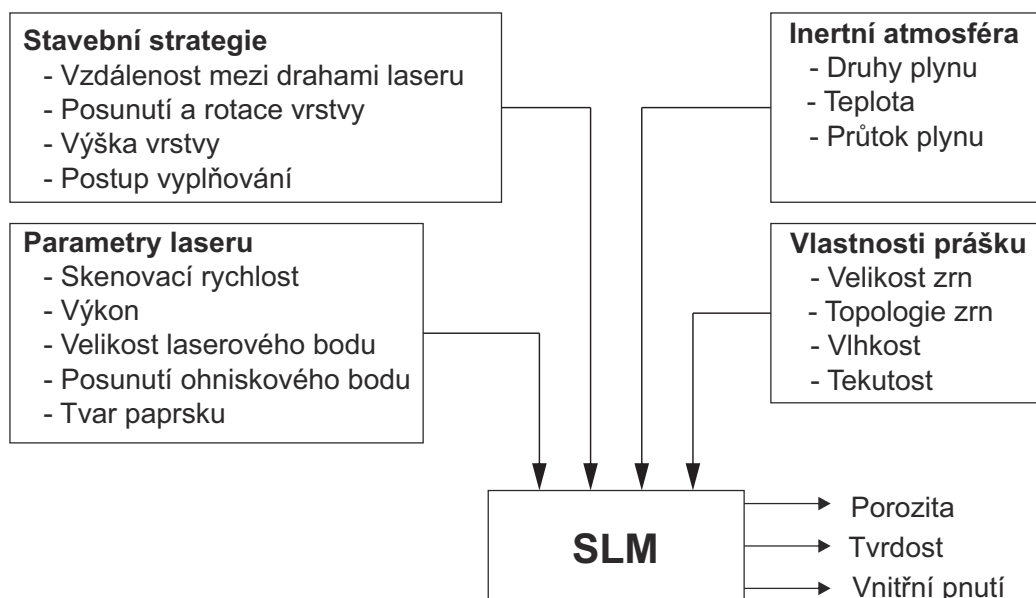 Stavební strategie
- Vzdálenost mezi drahami laseru
- Posunutí a rotace vrstvy
- Výška vrstvy
- Postup vyplňování
Parametry laseru
- Skenovací rychlost
- Výkon
- Velikost laserového bodu
- Posunutí ohniskového bodu
- Tvar paprsku
Inertní atmosféra
- Druhy plynu
- Teplota
- Průtok plynu
Vlastnosti prášku
- Velikost zrn
- Topologie zrn
- Vlhkost
- Tekutost
SLM
Porozita
Tvrdost
Vnitřní pnutí